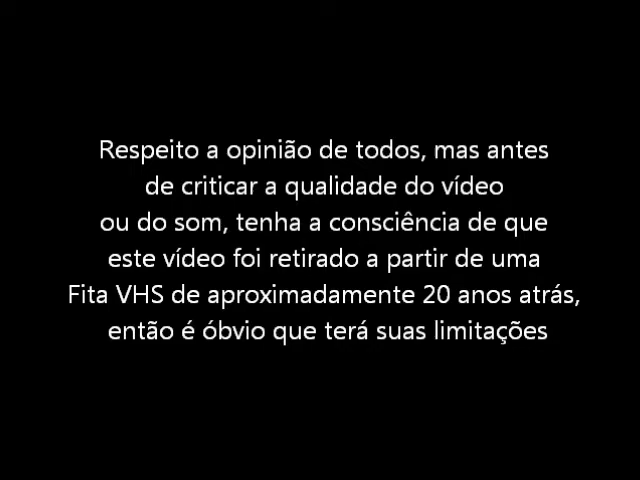 Respeito a opinião de todos, mas antes
de criticar a qualidade do vídeo
ou do som, tenha a consciência de que
este vídeo foi retirado a partir de uma
Fita VHS de aproximadamente 20 anos atrás,
então é óbvio que terá suas limitações